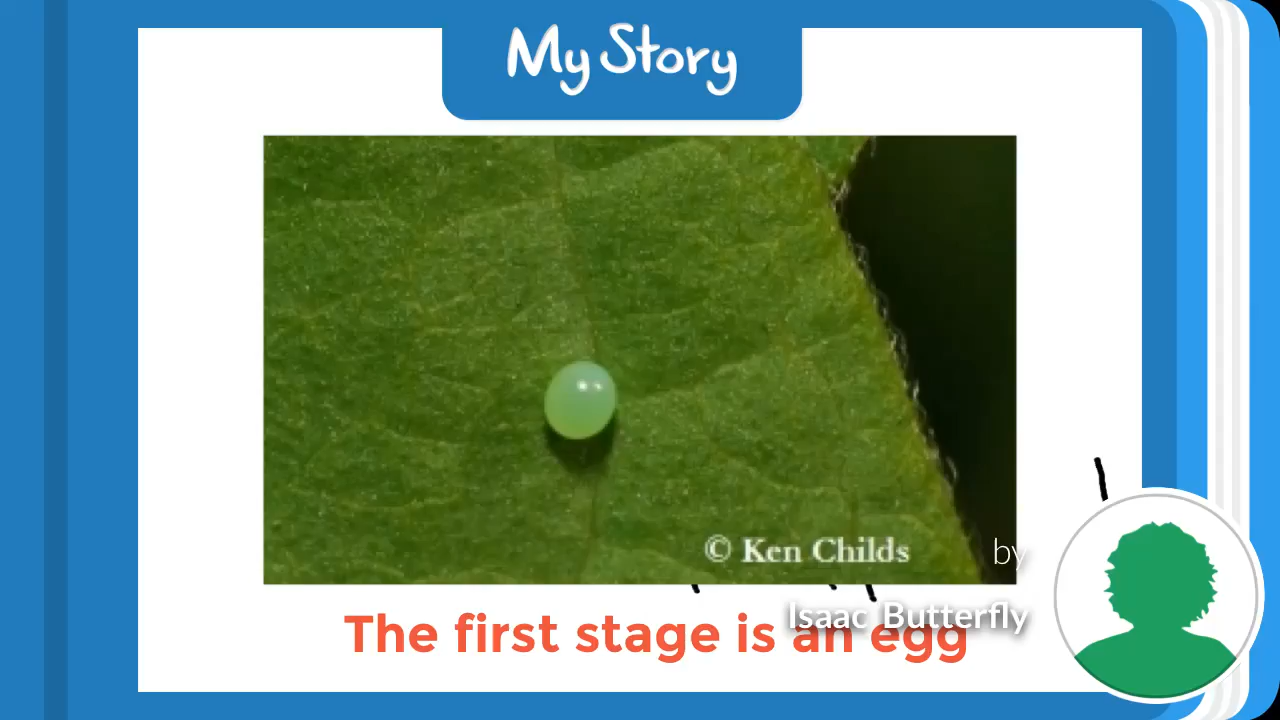 My Story
© Ken Childs
by
Isaac Butterfly
The first stage is an egg